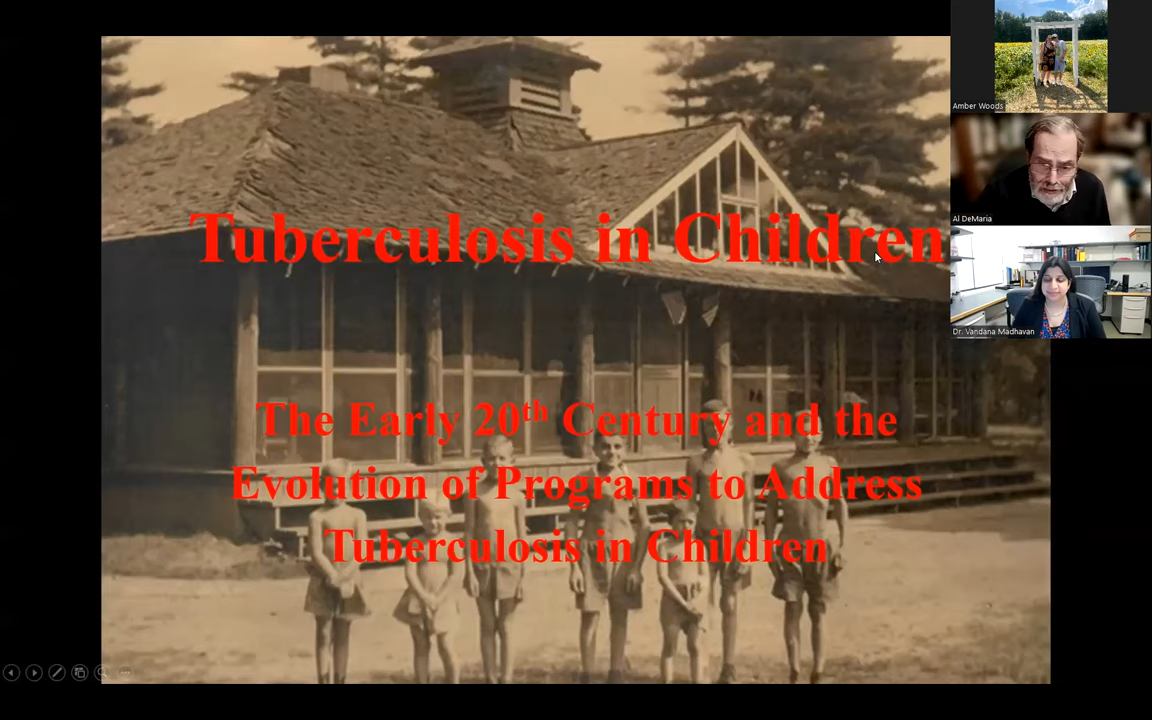 Tuberculosis in Children
The Early 20th Century and the
Evolution of Programs to Address
Tuberculosis in Children
Amber Woods
Al DeMaria
Dr. Vandana Madhavan